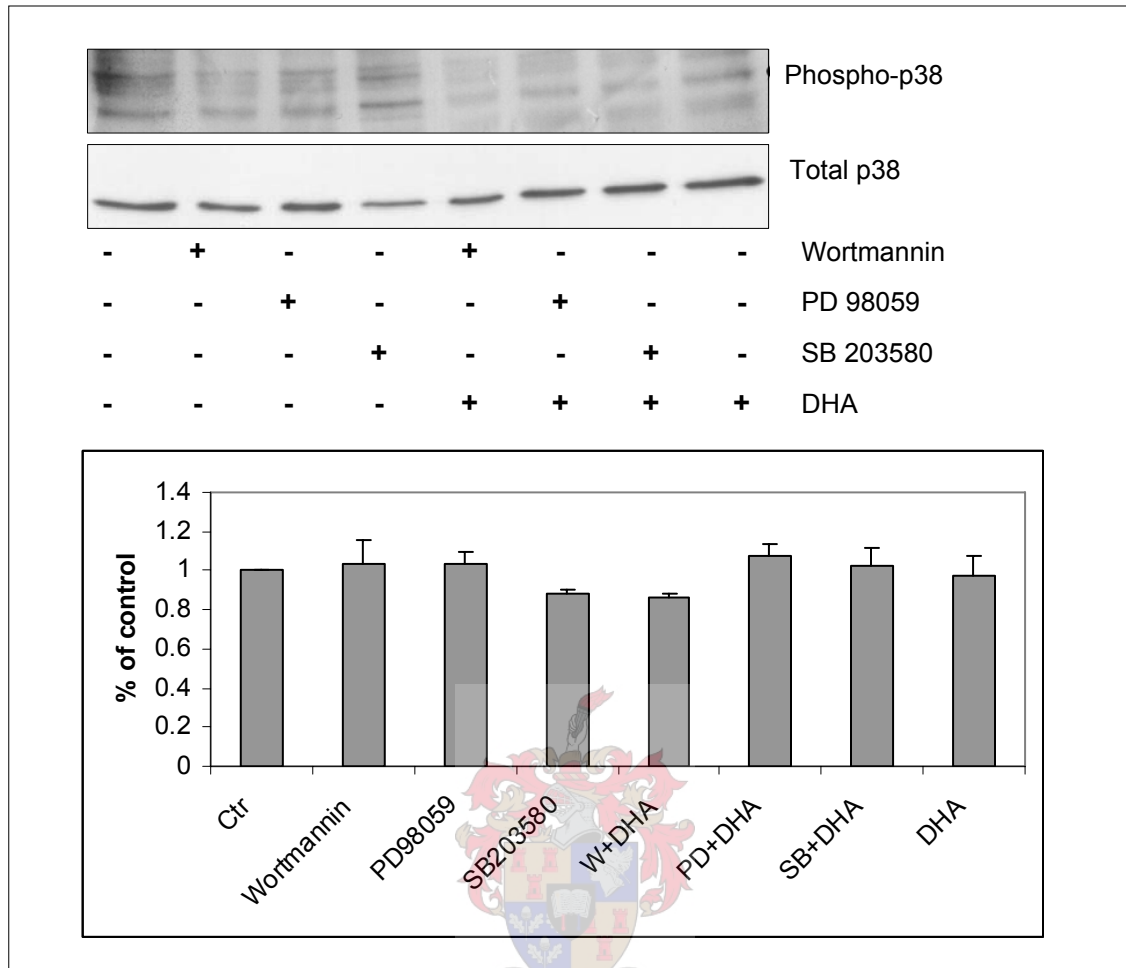 Phospho-p38
Total p38
- + - - + - - - Wortmannin
- - + - - + - - PD 98059
- - - + - - + - SB 203580
- - - - + + + + DHA
1.4
1.2
1
0.8
0.6
0.4
0.2
0
% of control
Ctr
Wortmannin
PD98059
SB203580
W+DHA
PD+DHA
SB+DHA
DHA